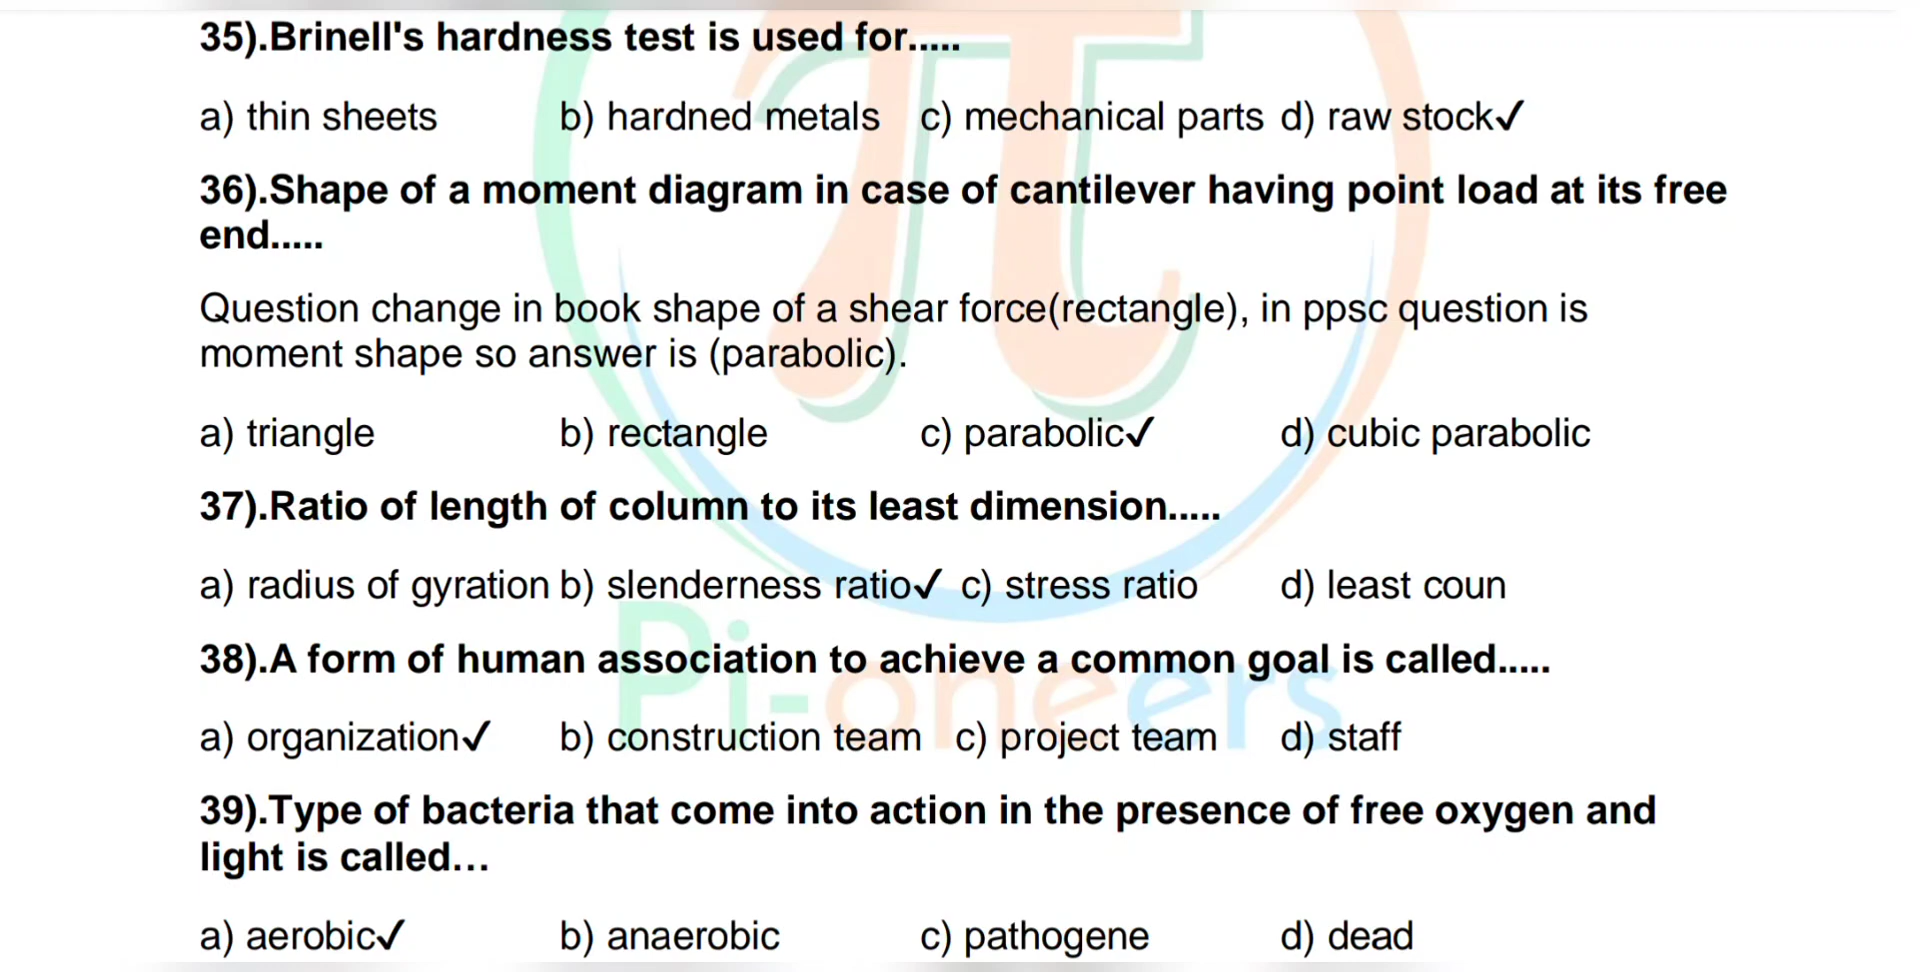 35).Brinell's hardness test is used for.....
a) thin sheets b) hardned metals c) mechanical parts d) raw stock✓
36).Shape of a moment diagram in case of cantilever having point load at its free
end.....
Question change in book shape of a shear force(rectangle), in ppsc question is
moment shape so answer is (parabolic).
a) triangle b) rectangle c) parabolic✓ d) cubic parabolic
37).Ratio of length of column to its least dimension.....
a) radius of gyration b) slenderness ratio✓ c) stress ratio d) least coun
38).A form of human association to achieve a common goal is called.....
Pi-oneers
a) organization✓ b) construction team c) project team d) staff
39).Type of bacteria that come into action in the presence of free oxygen and
light is called…
a) aerobic✓ b) anaerobic c) pathogene d) dead